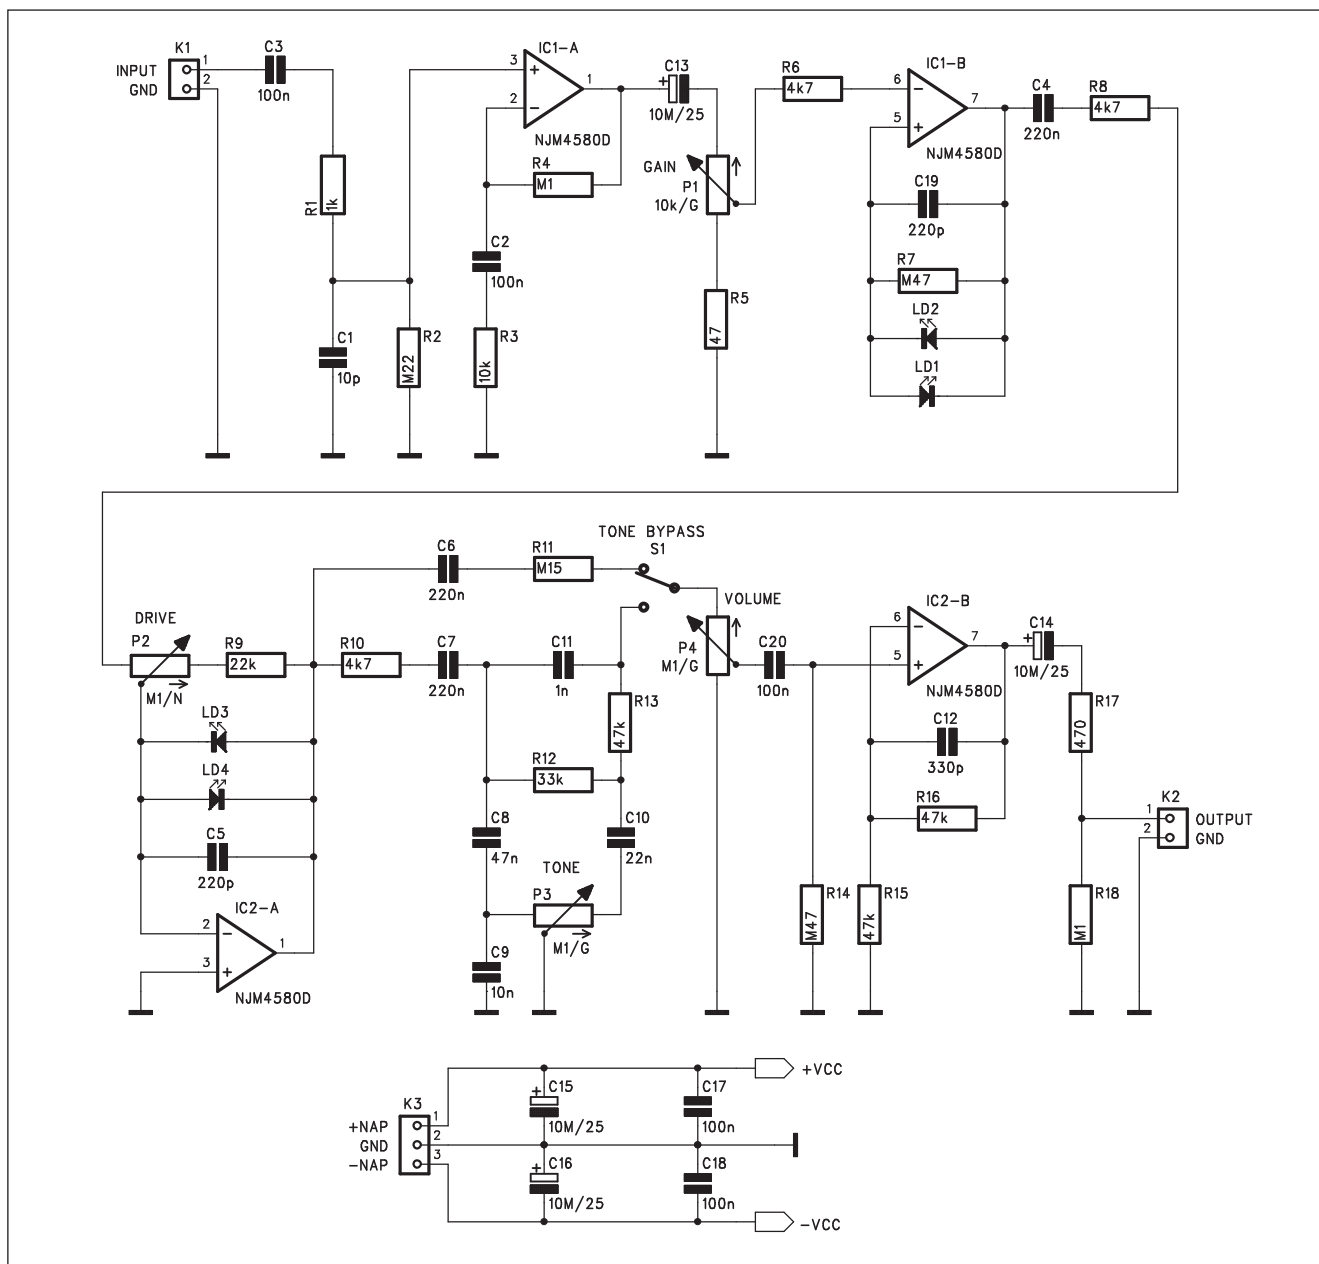 K1
INPUT 1
GND 2
C3
100n
R1
1k
C1
10p
R2
M22
IC1-A
3 +
2 −
1
NJM4580D
R4
M1
C2
100n
R3
10k
C13
+
10M/25
GAIN
P1
10k/G
R5
47
R6
4k7
IC1-B
6 −
5 +
7
NJM4580D
C19
220p
R7
M47
LD2
LD1
C4
220n
R8
4k7
TONE BYPASS
S1
C6
220n
R11
M15
DRIVE
P2
M1/N
R9
22k
R10
4k7
C7
220n
C11
1n
R13
47k
R12
33k
LD3
LD4
C5
220p
IC2-A
2 −
3 +
1
NJM4580D
C8
47n
C10
22n
TONE
P3
M1/G
C9
10n
VOLUME
P4
M1/G
C20
100n
R14
M47
R15
47k
IC2-B
6 −
5 +
7
NJM4580D
C12
330p
R16
47k
C14
+
10M/25
R17
470
R18
M1
K2
1 OUTPUT
2 GND
K3
+NAP 1
GND 2
-NAP 3
C15
+
10M/25
C16
+
10M/25
C17
100n
C18
100n
+VCC
-VCC